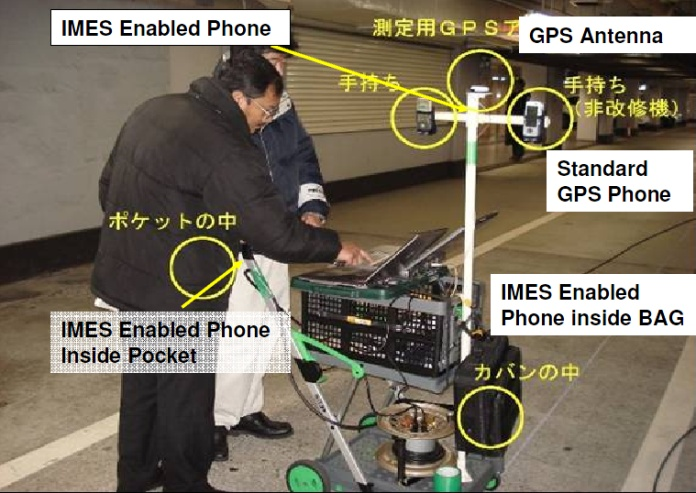 IMES Enabled Phone
測定用GPSア
GPS Antenna
手持ち
手持ち
(非改修機)
Standard
GPS Phone
ポケットの中
IMES Enabled
Phone inside BAG
IMES Enabled Phone
Inside Pocket
カバンの中